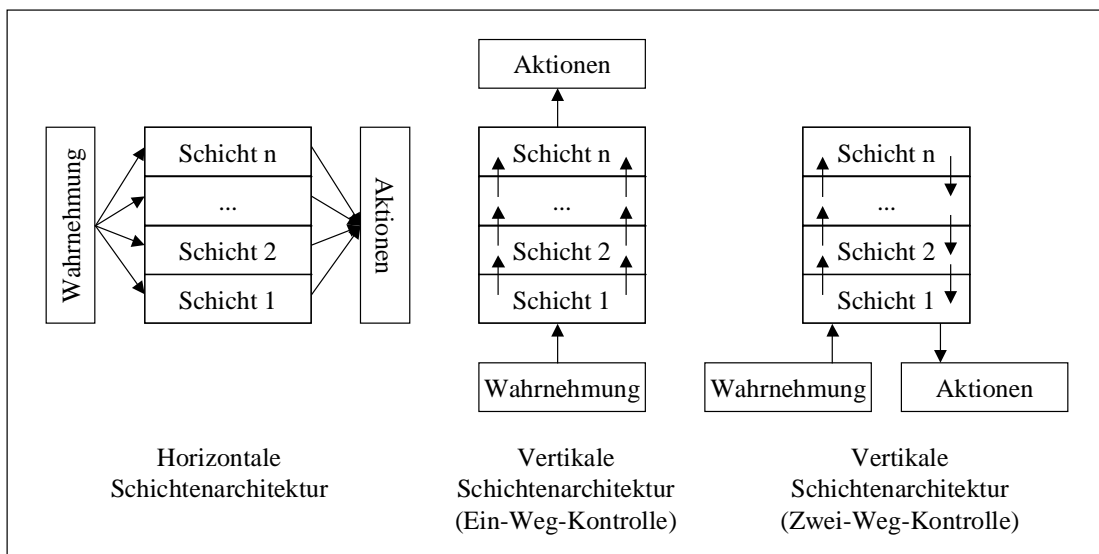 Wahrnehmung
Schicht n
...
Schicht 2
Schicht 1
Aktionen
Horizontale
Schichtenarchitektur
Aktionen
Schicht n
...
Schicht 2
Schicht 1
Wahrnehmung
Vertikale
Schichtenarchitektur
(Ein-Weg-Kontrolle)
Schicht n
...
Schicht 2
Schicht 1
Wahrnehmung
Aktionen
Vertikale
Schichtenarchitektur
(Zwei-Weg-Kontrolle)